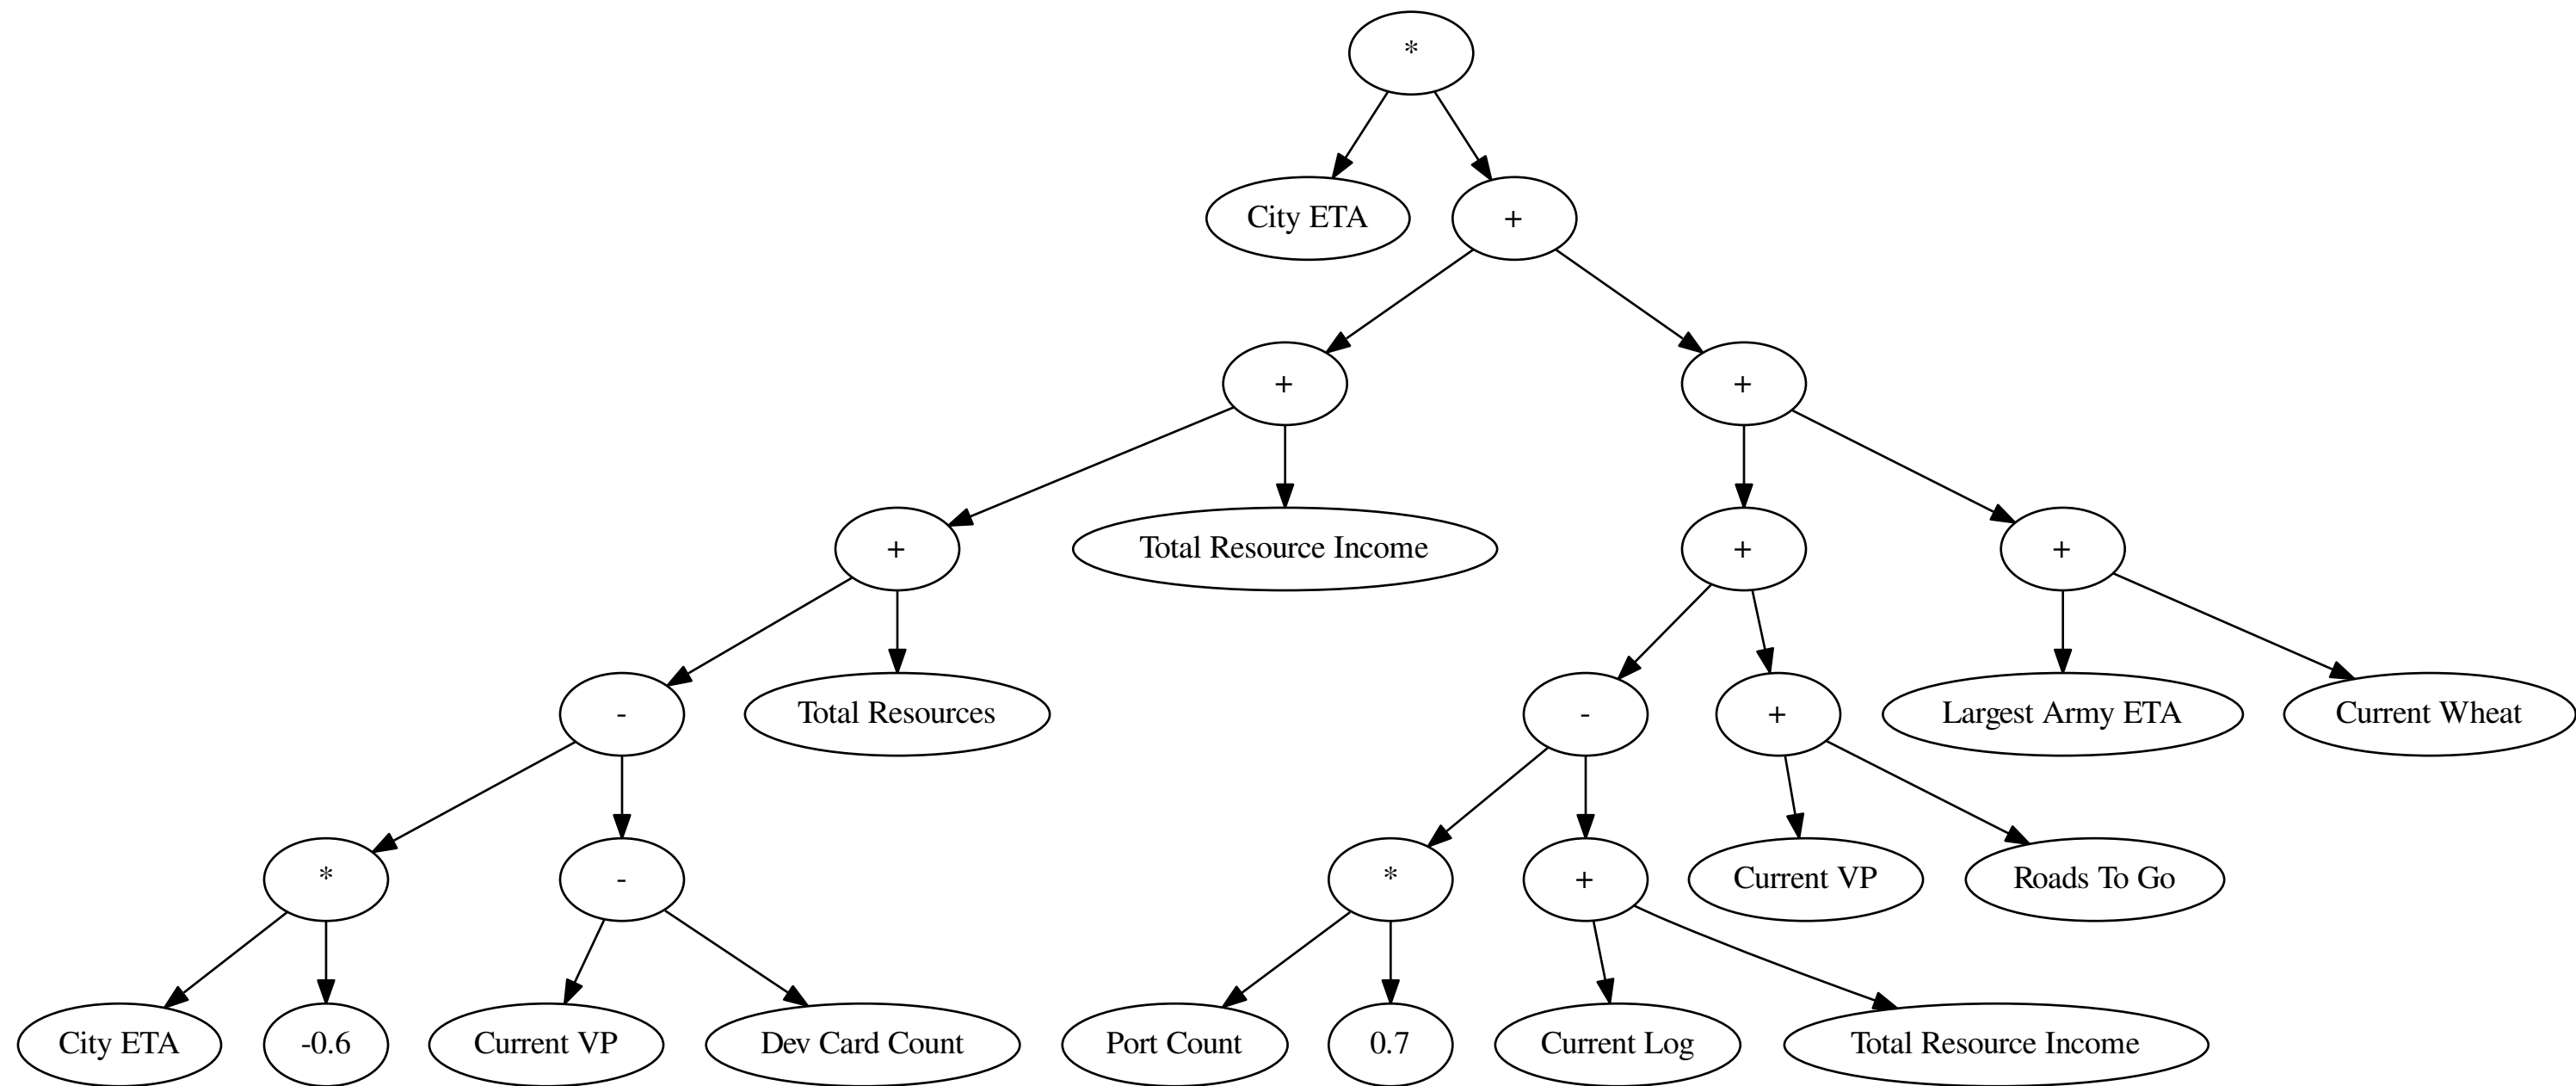 *
City ETA
+
+
+
+
Total Resource Income
+
+
-
Total Resources
-
+
Largest Army ETA
Current Wheat
*
-
*
+
Current VP
Roads To Go
City ETA
-0.6
Current VP
Dev Card Count
Port Count
0.7
Current Log
Total Resource Income